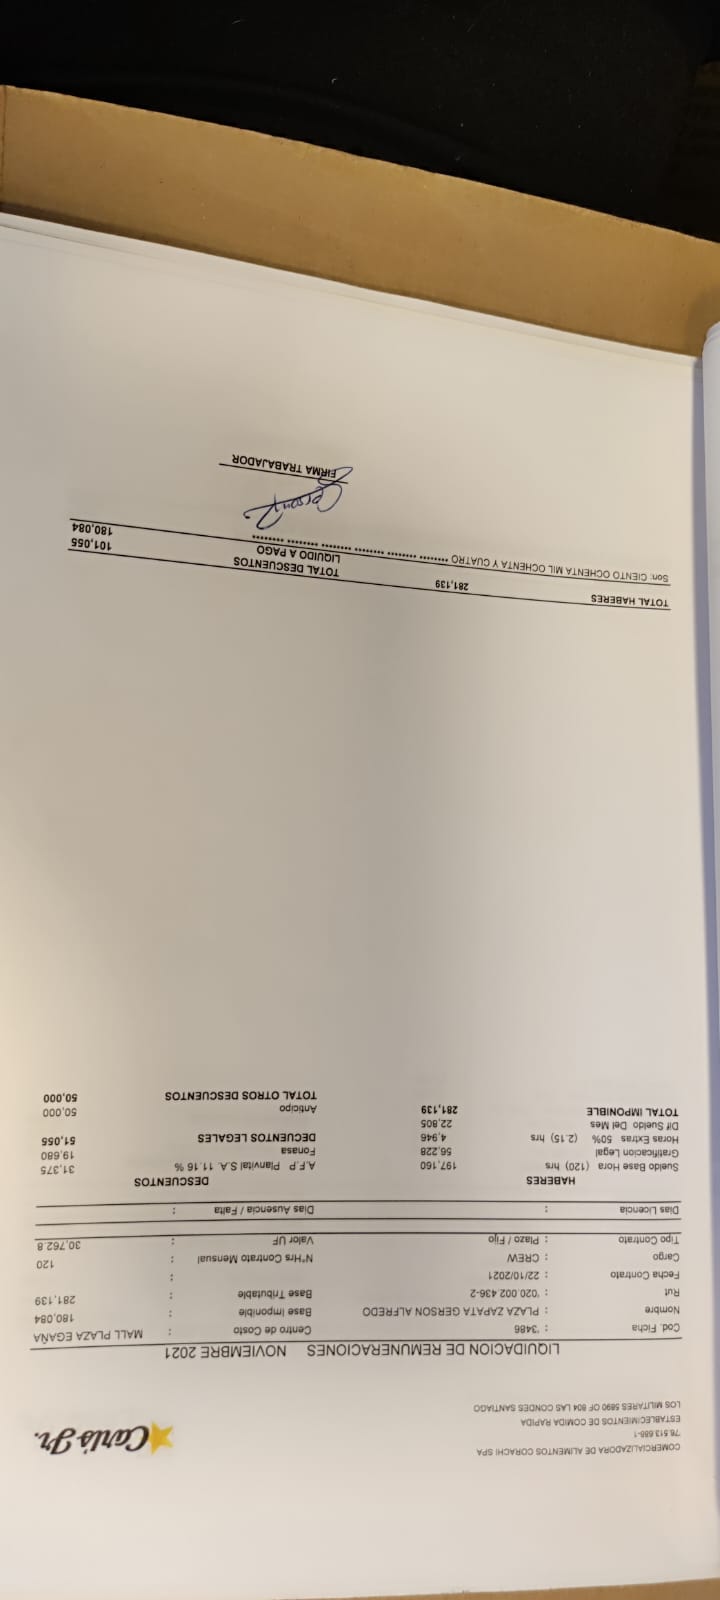 COMERCIALIZADORA DE ALIMENTOS CORACHI SPA
'76.513.686-1
ESTABLECIMIENTOS DE COMIDA RAPIDA
LOS MILITARES 5890 OF 804 LAS CONDES SANTIAGO
Carl's Jr.
LIQUIDACION DE REMUNERACIONES NOVIEMBRE 2021
Cod. Ficha : '3486 Centro de Costo : MALL PLAZA EGAÑA
Nombre : PLAZA ZAPATA GERSON ALFREDO Base Imponible : 180,084
Rut : '020.002.436-2 Base Tributable : 281,139
Fecha Contrato : 22/10/2021 :
Cargo : CREW N°Hrs Contrato Mensual : 120
Tipo Contrato : Plazo / Fijo Valor UF : 30,762.8
Dias Licencia : Dias Ausencia / Falta :
HABERES DESCUENTOS
Sueldo Base Hora (120) hrs 197,160 A.F.P Planvital S.A. 11.16 % 31,375
Gratificacion Legal 56,228 Fonasa 19,680
Horas Extras 50% (2.15) hrs 4,946 DECUENTOS LEGALES 51,055
Dif Sueldo Del Mes 22,805
TOTAL IMPONIBLE 281,139 Anticipo 50,000
TOTAL OTROS DESCUENTOS 50,000
TOTAL HABERES 281,139 TOTAL DESCUENTOS 101,055
Son: CIENTO OCHENTA MIL OCHENTA Y CUATRO ******** ******** ******** ******** ******** ******** LIQUIDO A PAGO 180,084
Gerson P
FIRMA TRABAJADOR